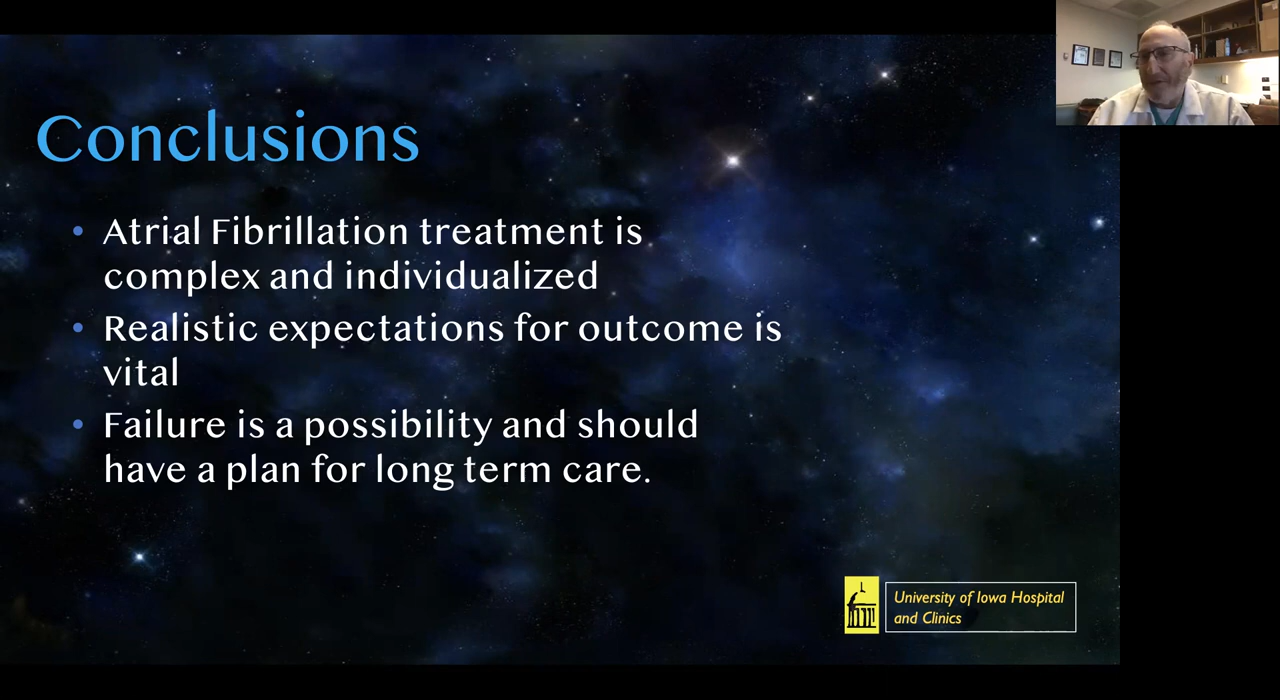 Conclusions
• Atrial Fibrillation treatment is
complex and individualized
• Realistic expectations for outcome is
vital
• Failure is a possibility and should
have a plan for long term care.
University of Iowa Hospital
and Clinics